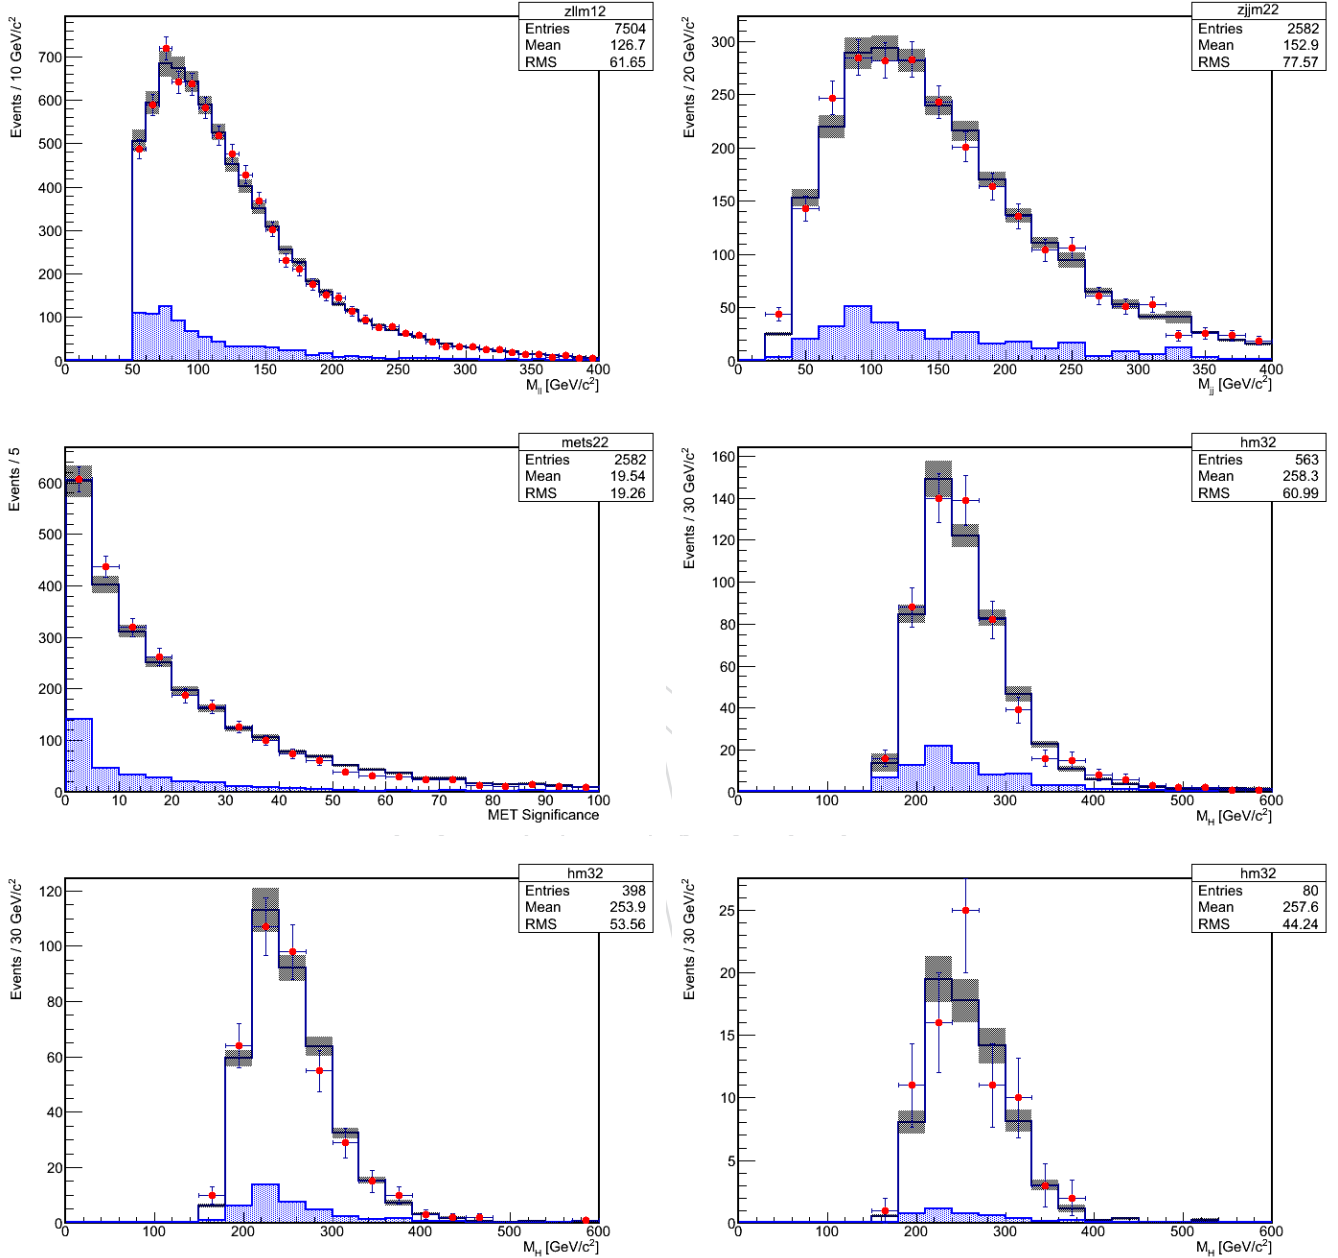 zllm12
Entries 7504
Mean 126.7
RMS 61.65
Events / 10 GeV/c²
700
600
500
400
300
200
100
0
0 50 100 150 200 250 300 350 400
M_ll [GeV/c²]
zjjm22
Entries 2582
Mean 152.9
RMS 77.57
Events / 20 GeV/c²
300
250
200
150
100
50
0
0 50 100 150 200 250 300 350 400
M_jj [GeV/c²]
mets22
Entries 2582
Mean 19.54
RMS 19.26
Events / 5
600
500
400
300
200
100
0
0 10 20 30 40 50 60 70 80 90 100
MET Significance
hm32
Entries 563
Mean 258.3
RMS 60.99
Events / 30 GeV/c²
160
140
120
100
80
60
40
20
0
0 100 200 300 400 500 600
M_H [GeV/c²]
hm32
Entries 398
Mean 253.9
RMS 53.56
Events / 30 GeV/c²
120
100
80
60
40
20
0
0 100 200 300 400 500 600
M_H [GeV/c²]
hm32
Entries 80
Mean 257.6
RMS 44.24
Events / 30 GeV/c²
25
20
15
10
5
0
0 100 200 300 400 500 600
M_H [GeV/c²]